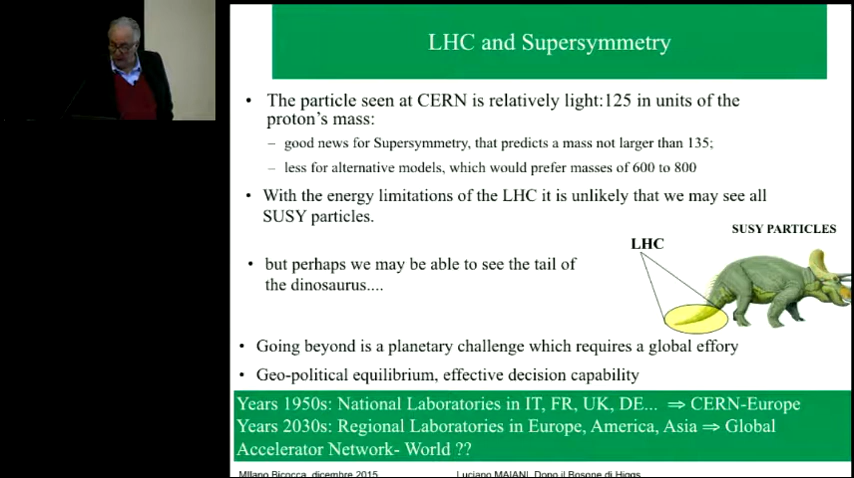 LHC and Supersymmetry
• The particle seen at CERN is relatively light:125 in units of the
proton's mass:
– good news for Supersymmetry, that predicts a mass not larger than 135;
– less for alternative models, which would prefer masses of 600 to 800
• With the energy limitations of the LHC it is unlikely that we may see all
SUSY particles.
SUSY PARTICLES
LHC
• but perhaps we may be able to see the tail of
the dinosaurus....
• Going beyond is a planetary challenge which requires a global effory
• Geo-political equilibrium, effective decision capability
Years 1950s: National Laboratories in IT, FR, UK, DE... ⇒ CERN-Europe
Years 2030s: Regional Laboratories in Europe, America, Asia ⇒ Global
Accelerator Network- World ??
MIlano Bicocca, dicembre 2015 Luciano MAIANI. Dopo il Bosone di Higgs